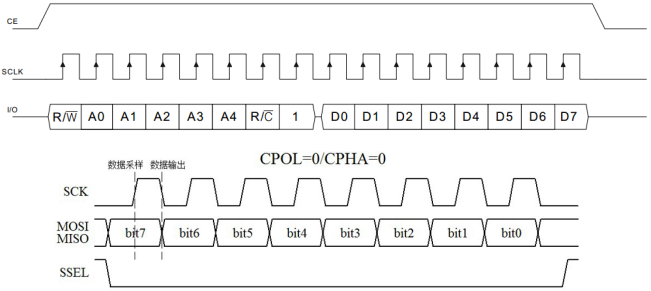 CE
SCLK
I/O R/W̅ A0 A1 A2 A3 A4 R/C̅ 1 D0 D1 D2 D3 D4 D5 D6 D7
CPOL=0/CPHA=0
数据采样 数据输出
SCK
MOSI
MISO
bit7 bit6 bit5 bit4 bit3 bit2 bit1 bit0
SSEL